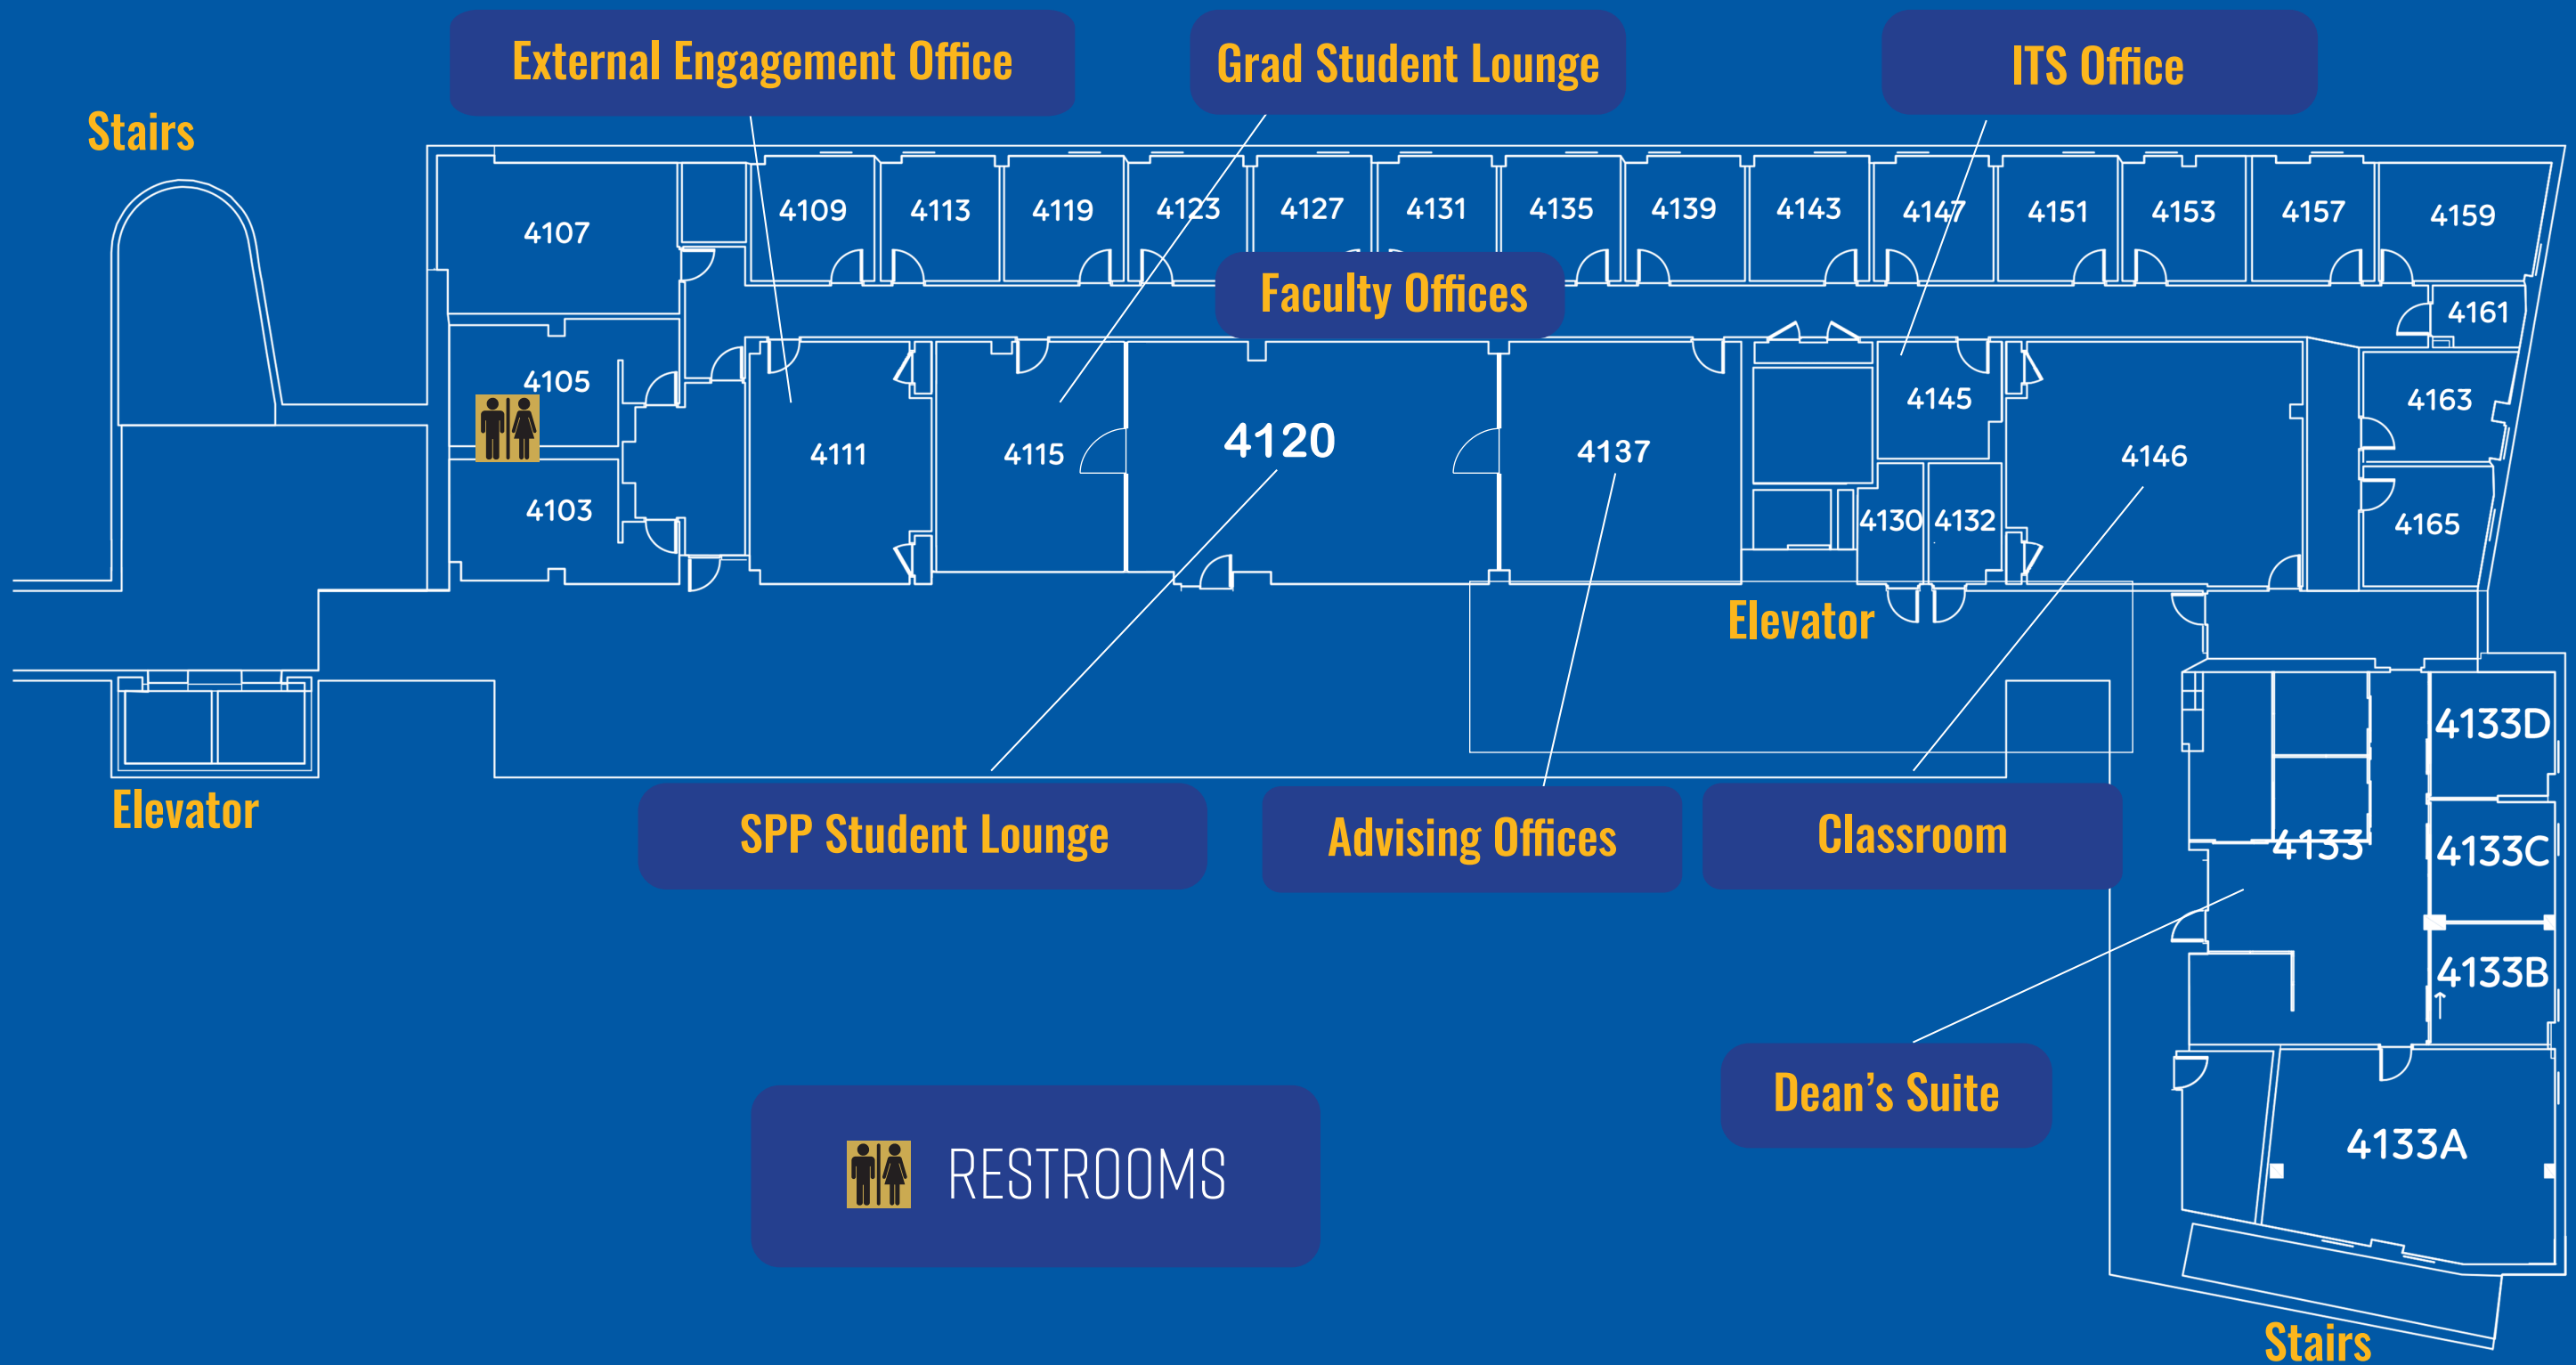 External Engagement Office
Grad Student Lounge
ITS Office
Stairs
4107
4109
4113
4119
4123
4127
4131
4135
4139
4143
4147
4151
4153
4157
4159
Faculty Offices
4161
4105
4111
4115
4120
4137
4145
4146
4163
4103
4130
4132
4165
Elevator
Elevator
SPP Student Lounge
Advising Offices
Classroom
4133D
4133
4133C
4133B
Dean’s Suite
4133A
RESTROOMS
Stairs